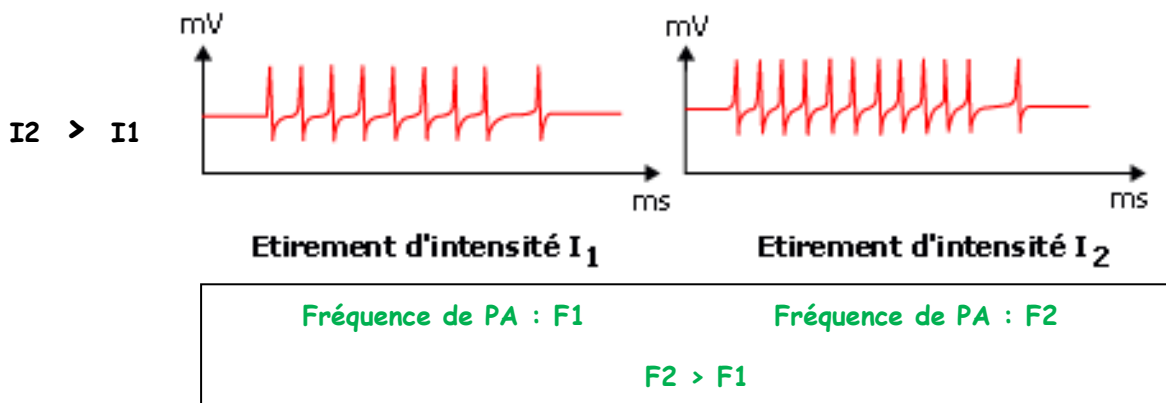 mV
mV
I2 > I1
ms
ms
Etirement d'intensité I1
Etirement d'intensité I2
Fréquence de PA : F1
Fréquence de PA : F2
F2 > F1